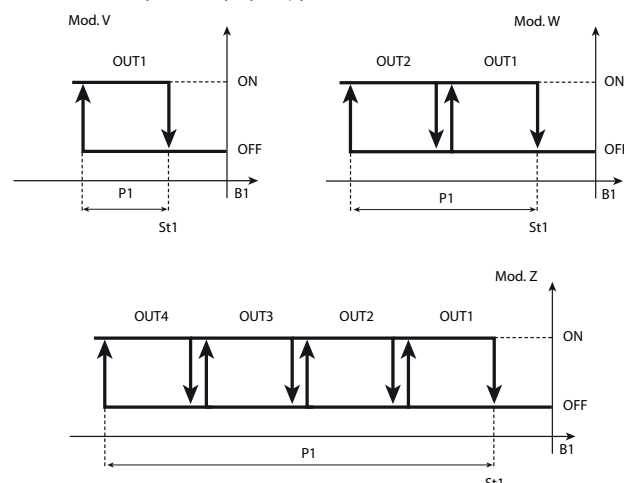 Mod. V
OUT1
ON
OFF
B1
P1
St1
Mod. W
OUT2 OUT1
ON
OFF
B1
P1
St1
Mod. Z
OUT4 OUT3 OUT2 OUT1
ON
OFF
B1
P1
St1